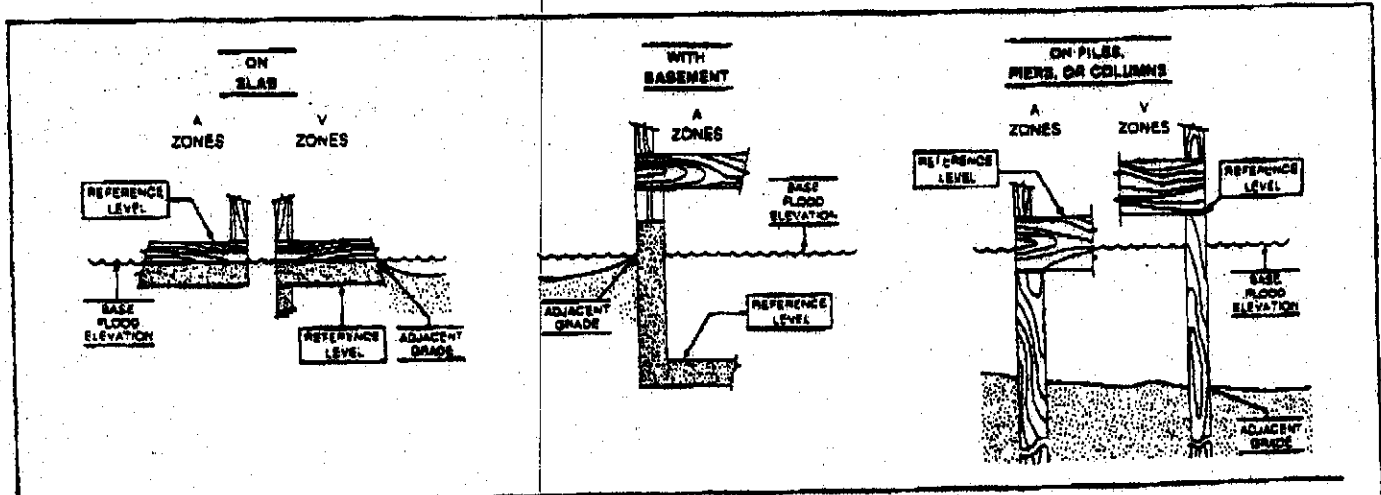 ON
SLAB
A
ZONES
V
ZONES
REFERENCE
LEVEL
BASE
FLOOD
ELEVATION
REFERENCE
LEVEL
ADJACENT
GRADE
WITH
BASEMENT
A
ZONES
BASE
FLOOD
ELEVATION
ADJACENT
GRADE
REFERENCE
LEVEL
ON PILES,
PIERS, OR COLUMNS
A
ZONES
V
ZONES
REFERENCE
LEVEL
REFERENCE
LEVEL
BASE
FLOOD
ELEVATION
ADJACENT
GRADE